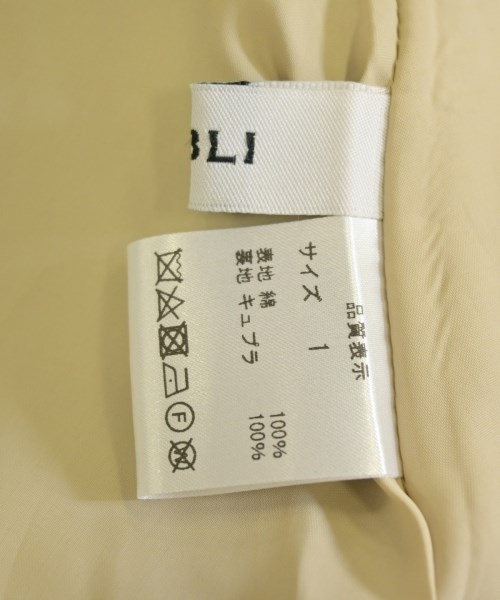 BLI
品質表示
サイズ 1
表地 綿 100%
裏地 キュプラ 100%
F